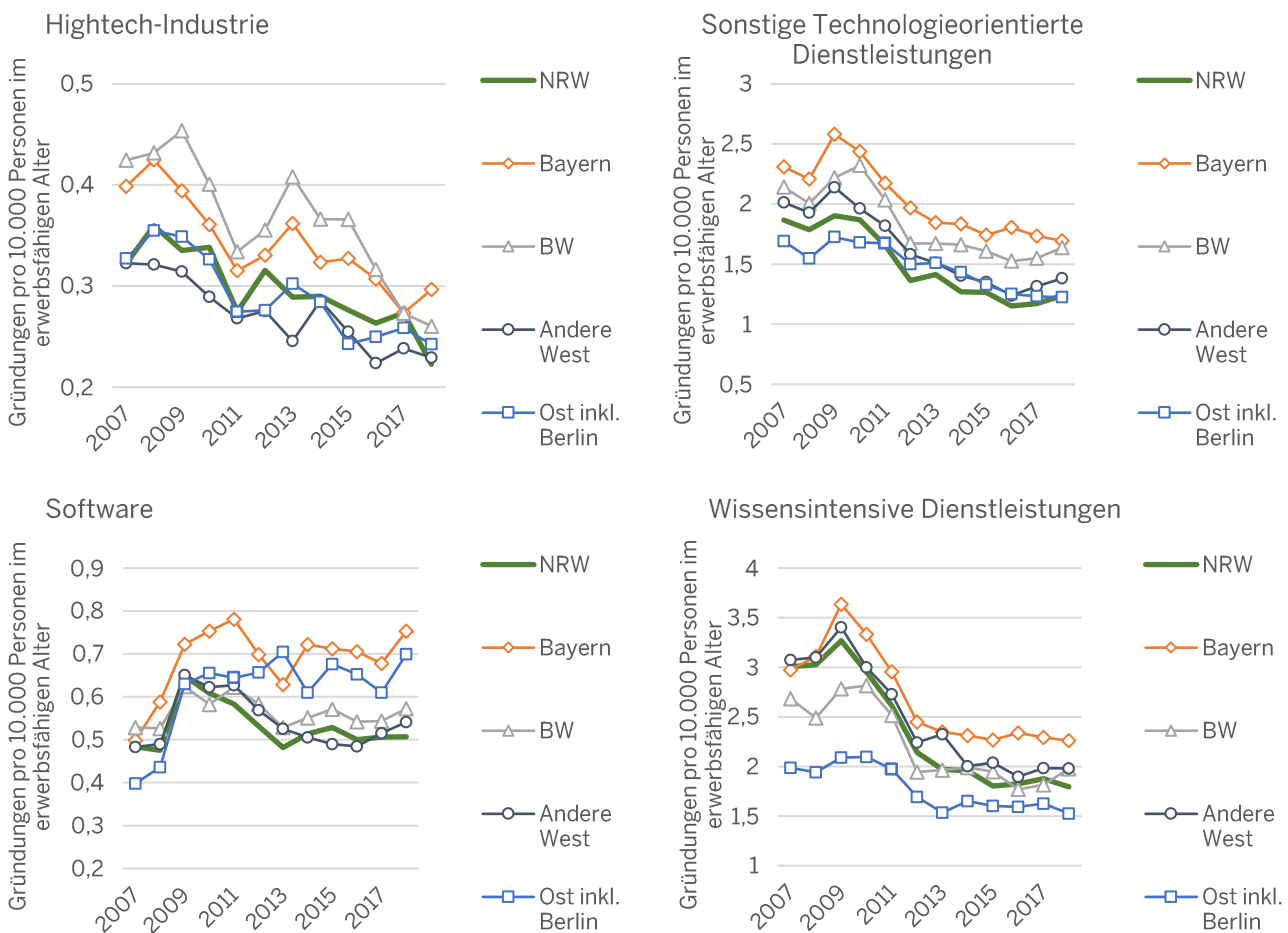 Hightech-Industrie
Gründungen pro 10.000 Personen im
erwerbsfähigen Alter
0,5
0,4
0,3
0,2
2007
2009
2011
2013
2015
2017
NRW
Bayern
BW
Andere
West
Ost inkl.
Berlin
Sonstige Technologieorientierte
Dienstleistungen
Gründungen pro 10.000 Personen im
erwerbsfähigen Alter
3
2,5
2
1,5
1
0,5
2007
2009
2011
2013
2015
2017
NRW
Bayern
BW
Andere
West
Ost inkl.
Berlin
Software
Gründungen pro 10.000 Personen im
erwerbsfähigen Alter
0,9
0,8
0,7
0,6
0,5
0,4
0,3
0,2
2007
2009
2011
2013
2015
2017
NRW
Bayern
BW
Andere
West
Ost inkl.
Berlin
Wissensintensive Dienstleistungen
Gründungen pro 10.000 Personen im
erwerbsfähigen Alter
4
3,5
3
2,5
2
1,5
1
2007
2009
2011
2013
2015
2017
NRW
Bayern
BW
Andere
West
Ost inkl.
Berlin